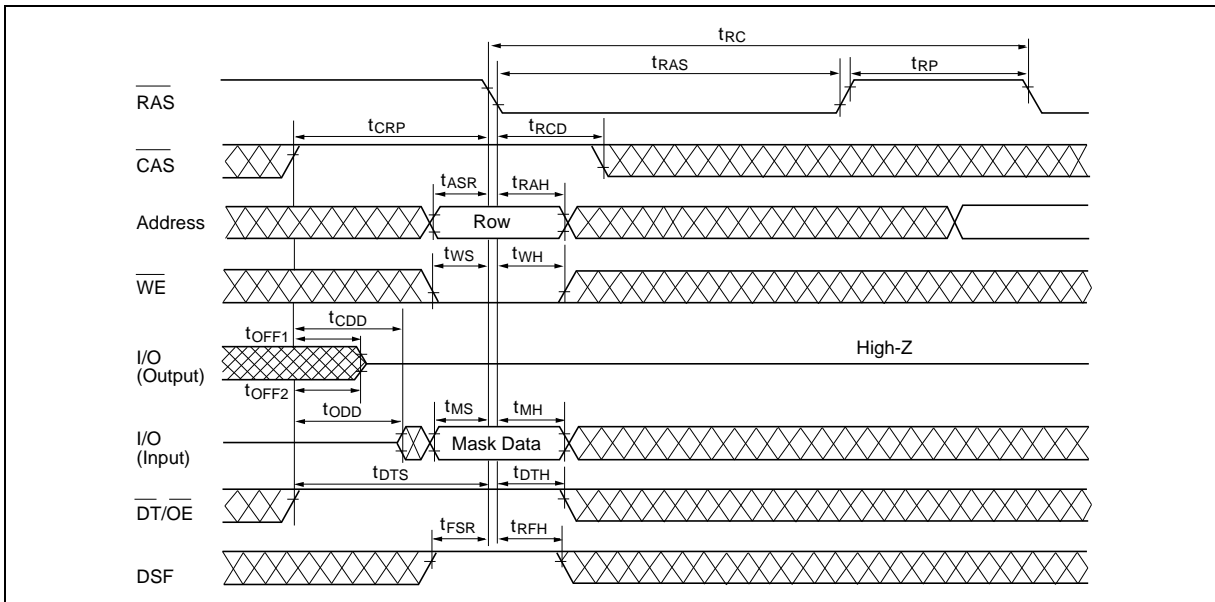 tRC
tRAS
tRP
RAS
tCRP
tRCD
CAS
tASR
tRAH
Address
Row
tWS
tWH
WE
tCDD
tOFF1
High-Z
I/O
(Output)
tOFF2
tODD
tMS
tMH
I/O
(Input)
Mask Data
tDTS
tDTH
DT/OE
tFSR
tRFH
DSF